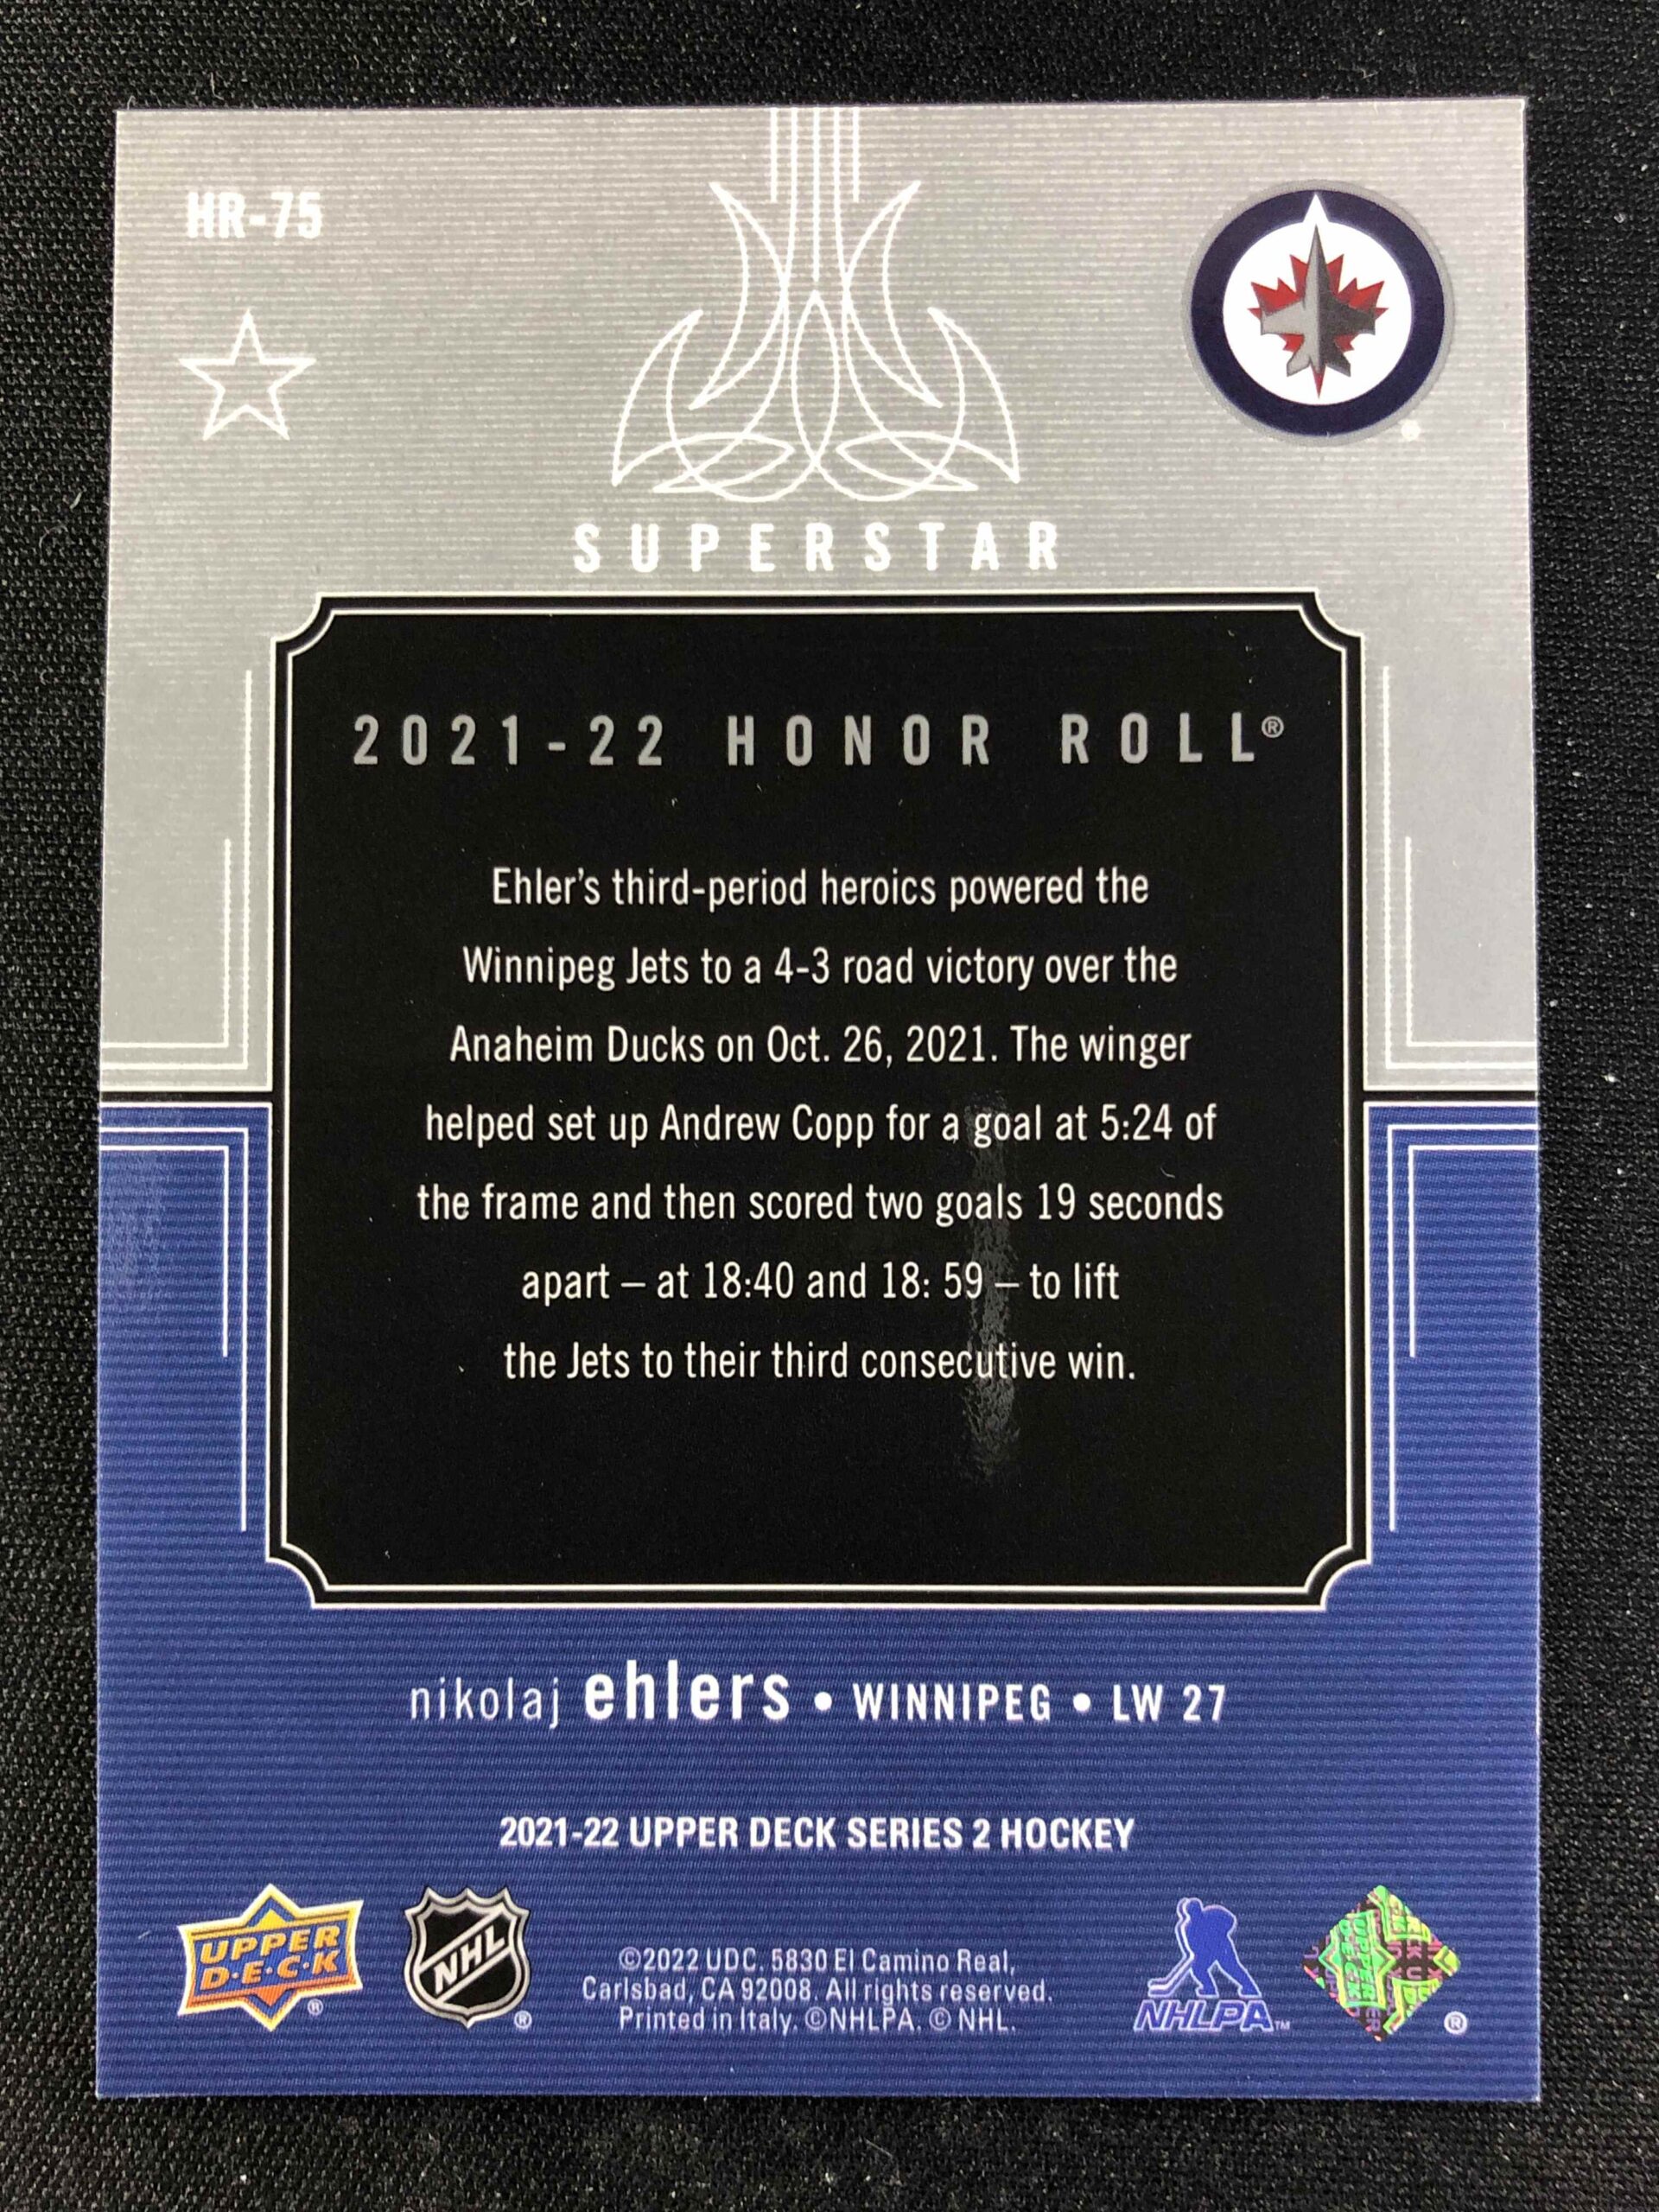 HR-75
SUPERSTAR
2021-22 HONOR ROLL®
Ehler's third-period heroics powered the
Winnipeg Jets to a 4-3 road victory over the
Anaheim Ducks on Oct. 26, 2021. The winger
helped set up Andrew Copp for a goal at 5:24 of
the frame and then scored two goals 19 seconds
apart – at 18:40 and 18: 59 – to lift
the Jets to their third consecutive win.
nikolaj ehlers • WINNIPEG • LW 27
2021-22 UPPER DECK SERIES 2 HOCKEY
UPPER
D·E·C·K
®
NHL
®
©2022 UDC. 5830 El Camino Real,
Carlsbad, CA 92008. All rights reserved.
Printed in Italy. ©NHLPA. © NHL.
NHLPA™
®